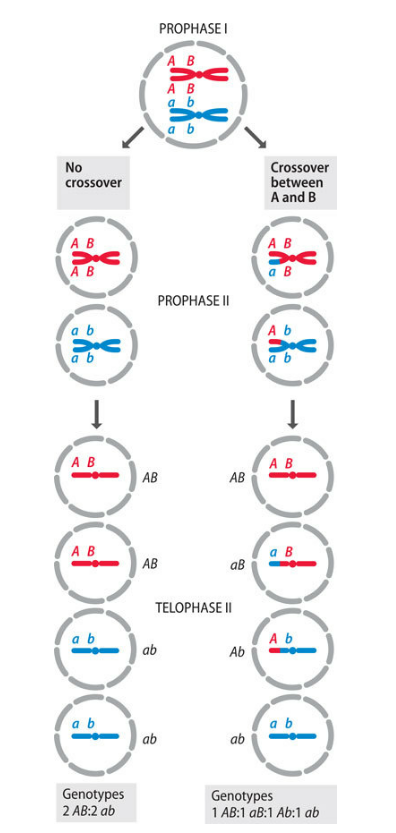 PROPHASE I
A B
A B
a b
a b
No
crossover
Crossover
between
A and B
A B
A B
A B
a B
PROPHASE II
a b
a b
A b
a b
A B
AB
AB
A B
A B
AB
aB
a B
TELOPHASE II
a b
ab
Ab
A b
a b
ab
ab
a b
Genotypes
2 AB:2 ab
Genotypes
1 AB:1 aB:1 Ab:1 ab